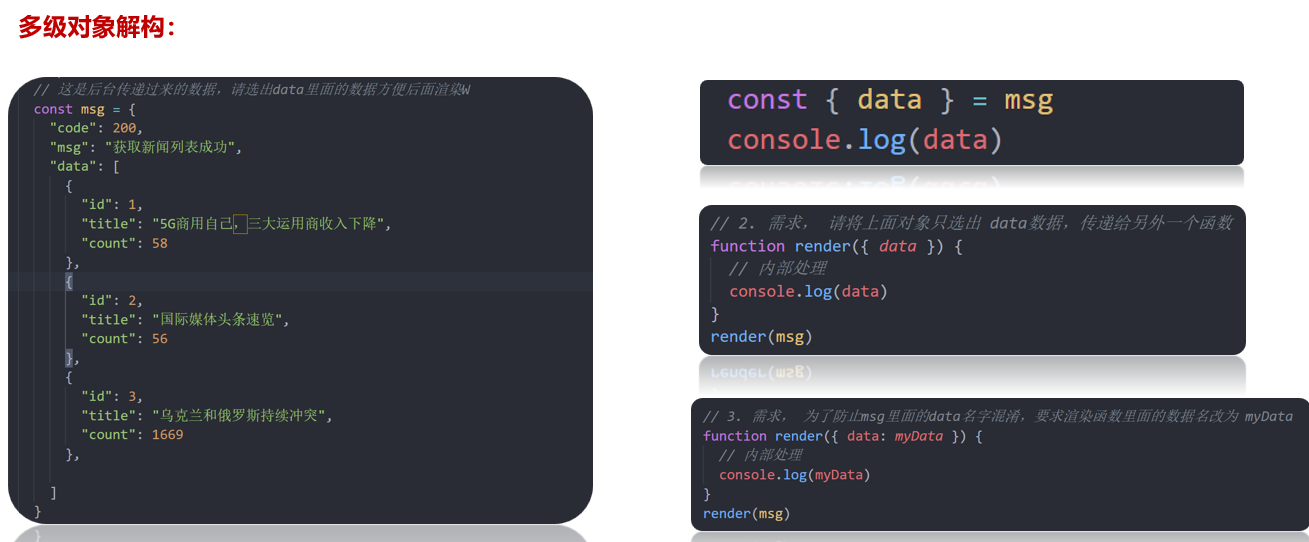 多级对象解构：
// 这是后台传递过来的数据，请选出data里面的数据方便后面渲染W
const msg = {
"code": 200,
"msg": "获取新闻列表成功",
"data": [
{
"id": 1,
"title": "5G商用自己，三大运用商收入下降",
"count": 58
},
{
"id": 2,
"title": "国际媒体头条速览",
"count": 56
},
{
"id": 3,
"title": "乌克兰和俄罗斯持续冲突",
"count": 1669
},
]
}
const { data } = msg
console.log(data)
// 2. 需求， 请将上面对象只选出 data数据，传递给另外一个函数
function render({ data }) {
// 内部处理
console.log(data)
}
render(msg)
// 3. 需求， 为了防止msg里面的data名字混淆，要求渲染函数里面的数据名改为 myData
function render({ data: myData }) {
// 内部处理
console.log(myData)
}
render(msg)